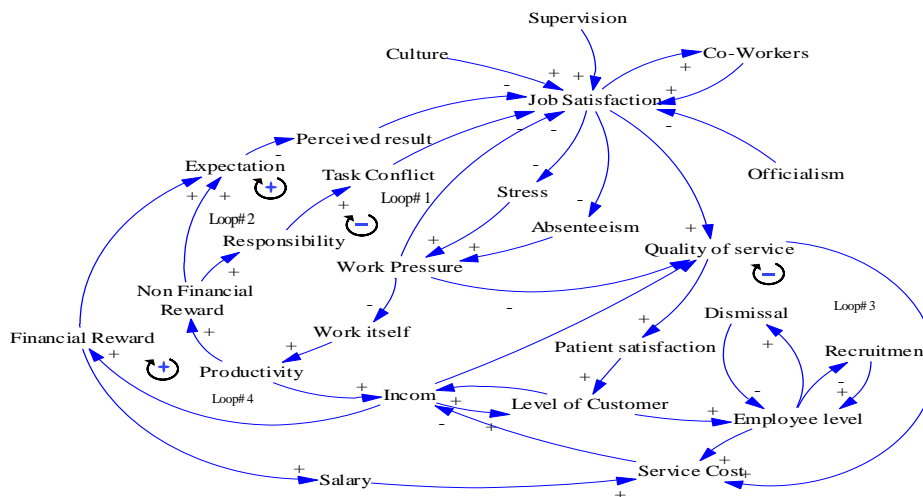 Supervision
Culture
Co-Workers
+
+
+
+
+
-
Job Satisfaction
-
-
-
Perceived result
-
Expectation
+
Task Conflict
-
Officialism
+
+
Loop# 1
Stress
-
+
-
Loop# 2
Responsibility
Absenteeism
+
+
+
+
Quality of service
Work Pressure
-
Non Financial
Reward
-
-
Dismissal
Loop# 3
Financial Reward
+
+
Work itself
+
+
Patient satisfaction
Recruitmen
+
+
Productivity
Loop# 4
+
+
-
-
+
Incom
+
Level of Customer
+
Employee level
-
+
+
+
Service Cost
+
Salary
+